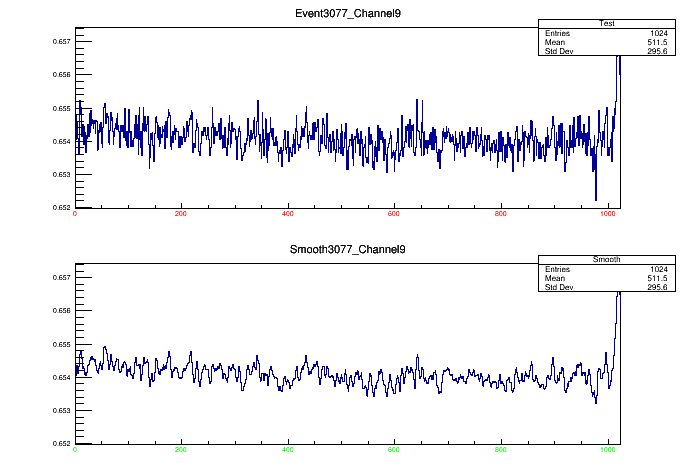 Event3077_Channel9
Test
Entries 1024
Mean 511.5
Std Dev 295.6
0.657
0.656
0.655
0.654
0.653
0.652
0 200 400 600 800 1000
Smooth3077_Channel9
Smooth
Entries 1024
Mean 511.5
Std Dev 295.6
0.657
0.656
0.655
0.654
0.653
0.652
0 200 400 600 800 1000